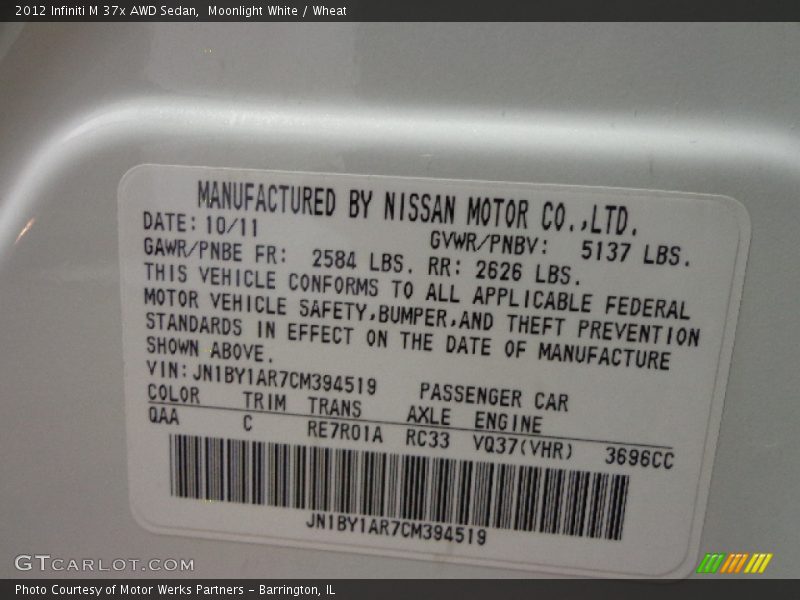 2012 Infiniti M 37x AWD Sedan,  Moonlight White / Wheat
MANUFACTURED BY NISSAN MOTOR CO.,LTD.
DATE: 10/11 GVWR/PNBV: 5137 LBS.
GAWR/PNBE FR: 2584 LBS. RR: 2626 LBS.
THIS VEHICLE CONFORMS TO ALL APPLICABLE FEDERAL
MOTOR VEHICLE SAFETY,BUMPER,AND THEFT PREVENTION
STANDARDS IN EFFECT ON THE DATE OF MANUFACTURE
SHOWN ABOVE.
VIN: JN1BY1AR7CM394519 PASSENGER CAR
COLOR TRIM TRANS AXLE ENGINE
QAA C RE7R01A RC33 VQ37(VHR) 3696CC
JN1BY1AR7CM394519
GTCARLOT.COM
Photo Courtesy of Motor Werks Partners - Barrington, IL